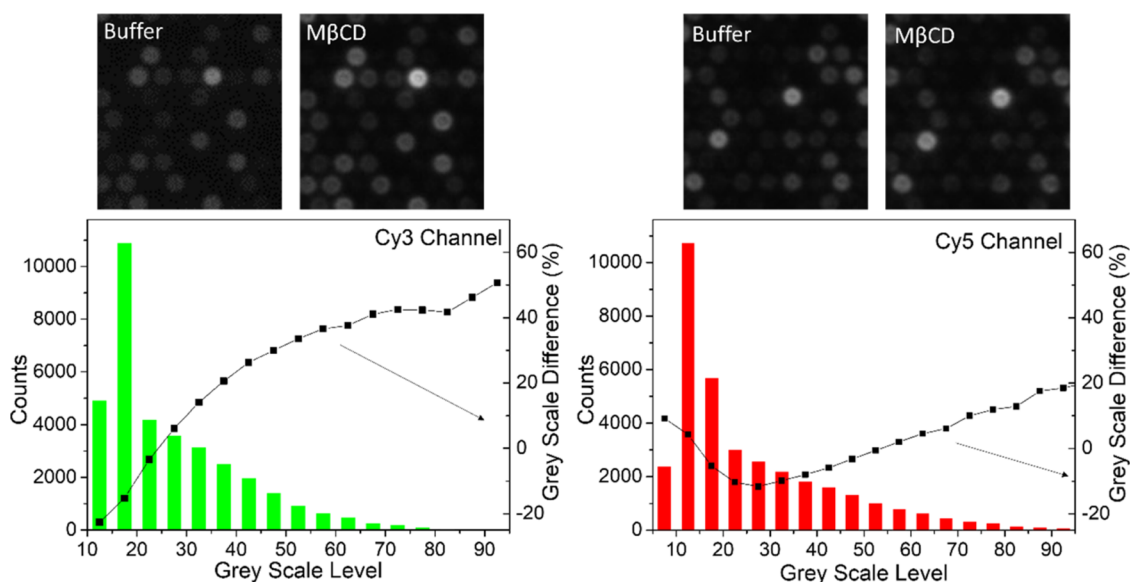 Buffer
MβCD
Buffer
MβCD
Cy3 Channel
Counts
10000
8000
6000
4000
2000
0
10 20 30 40 50 60 70 80 90
Grey Scale Level
60
40
20
0
-20
Grey Scale Difference (%)
Cy5 Channel
Counts
10000
8000
6000
4000
2000
0
10 20 30 40 50 60 70 80 90
Grey Scale Level
60
40
20
0
-20
Grey Scale Difference (%)